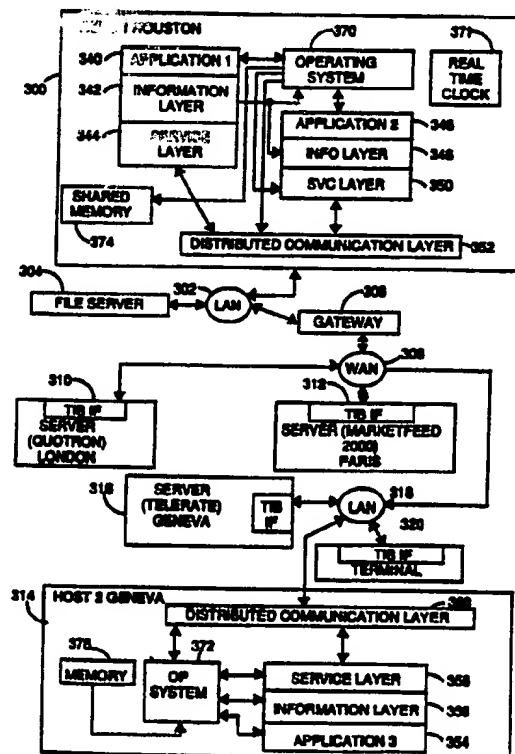 HOUSTON
370
371
340
APPLICATION 1
OPERATING
SYSTEM
REAL
TIME
CLOCK
300
342
INFORMATION
LAYER
344
SERVICE
LAYER
APPLICATION 2
346
INFO LAYER
348
SVC LAYER
350
SHARED
MEMORY
374
DISTRIBUTED COMMUNICATION LAYER
352
304
302
FILE SERVER
LAN
GATEWAY
WAN
310
312
TIB IF
SERVER
(QUOTRON)
LONDON
TIB IF
SERVER (MARKETFEED
2000)
PARIS
SERVER
(TELERATE)
GENEVA
TIB
IF
LAN
318
320
TIB IF
TERMINAL
314
HOST 2 GENEVA
DISTRIBUTED COMMUNICATION LAYER
372
MEMORY
OP
SYSTEM
SERVICE LAYER
INFORMATION LAYER
APPLICATION 3
354